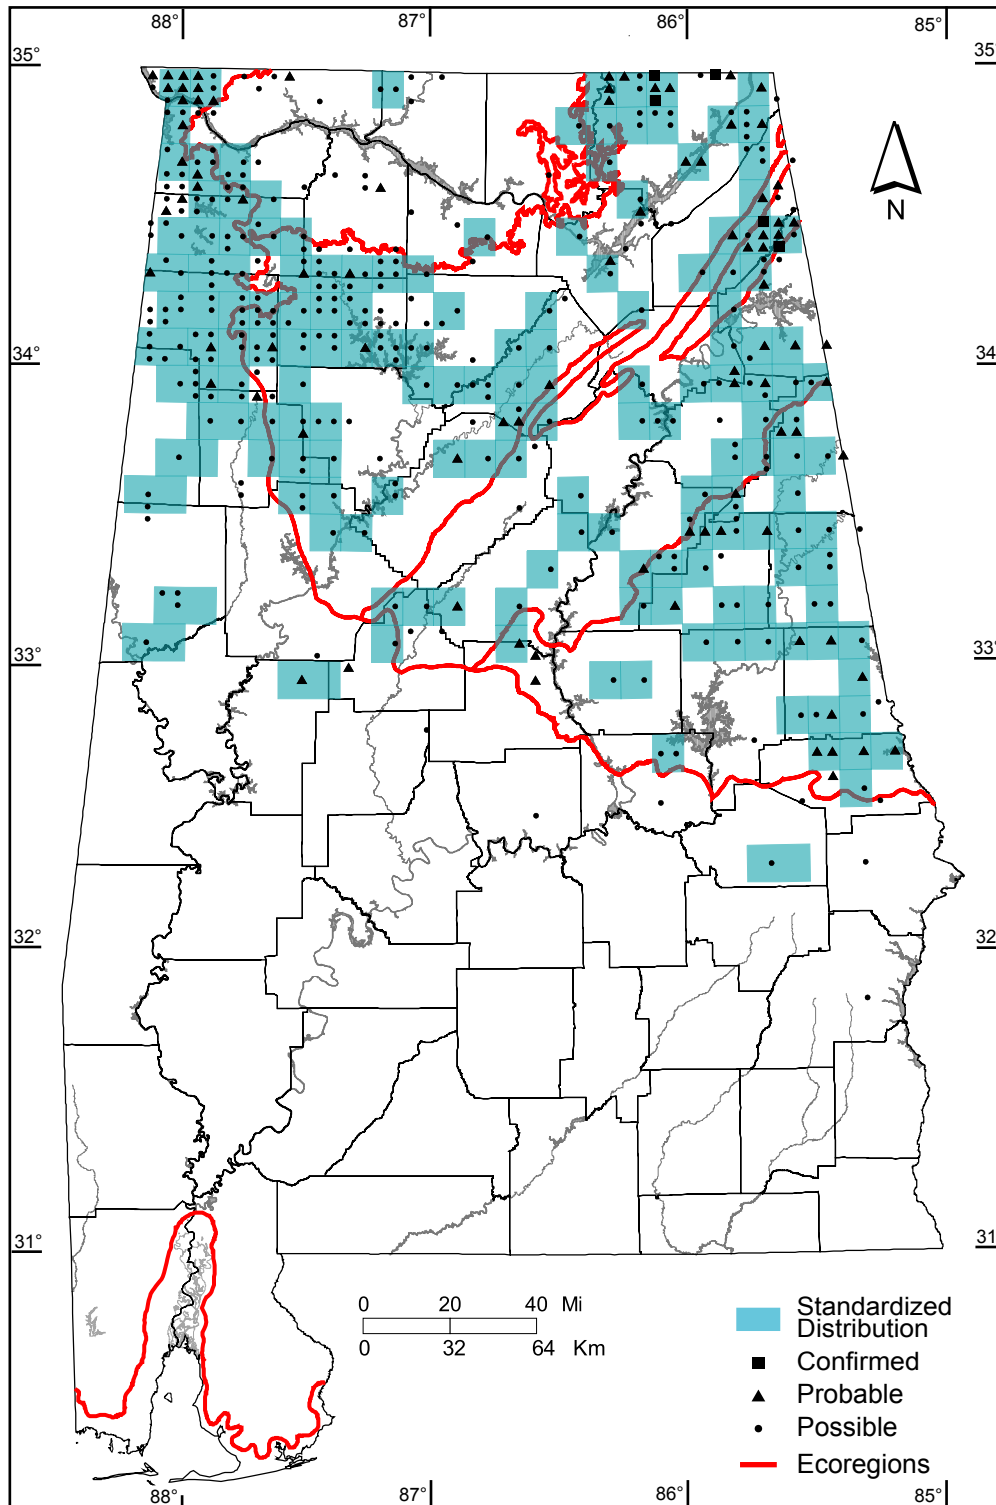 88° 87° 86° 85°
35° 35°
N
34° 34
33° 33°
32° 32
31° 31
0 20 40 Mi
0 32 64 Km
Standardized
Distribution
Confirmed
Probable
Possible
Ecoregions
88° 87° 86° 85°